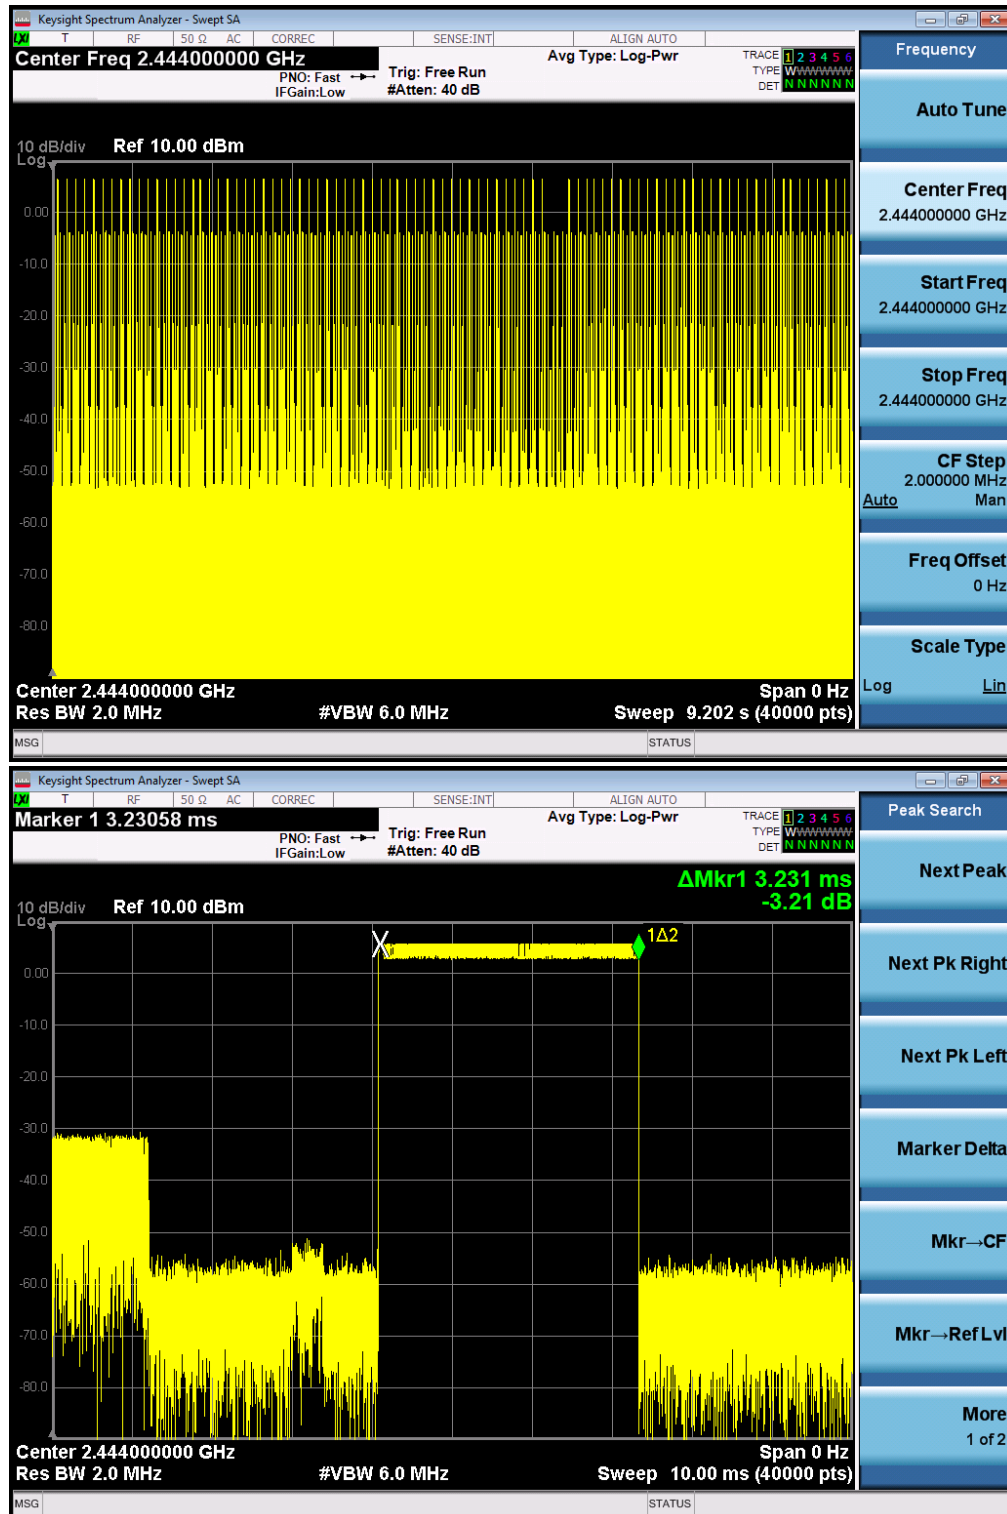 Keysight Spectrum Analyzer - Swept SA
LXI T RF 50 Ω AC CORREC SENSE:INT ALIGN AUTO
Center Freq 2.444000000 GHz
PNO: Fast
IFGain:Low
Trig: Free Run
#Atten: 40 dB
Avg Type: Log-Pwr
TRACE 1 2 3 4 5 6
TYPE WWWWWW
DET N N N N N N
10 dB/div Ref 10.00 dBm
Log
0.00
-10.0
-20.0
-30.0
-40.0
-50.0
-60.0
-70.0
-80.0
Center 2.444000000 GHz Span 0 Hz
Res BW 2.0 MHz #VBW 6.0 MHz Sweep 9.202 s (40000 pts)
MSG STATUS
Frequency
Auto Tune
Center Freq
2.444000000 GHz
Start Freq
2.444000000 GHz
Stop Freq
2.444000000 GHz
CF Step
2.000000 MHz
Auto Man
Freq Offset
0 Hz
Scale Type
Log Lin
Keysight Spectrum Analyzer - Swept SA
LXI T RF 50 Ω AC CORREC SENSE:INT ALIGN AUTO
Marker 1 3.23058 ms
PNO: Fast
IFGain:Low
Trig: Free Run
#Atten: 40 dB
Avg Type: Log-Pwr
TRACE 1 2 3 4 5 6
TYPE WWWWWW
DET N N N N N N
ΔMkr1 3.231 ms
-3.21 dB
10 dB/div Ref 10.00 dBm
Log
X
1Δ2
0.00
-10.0
-20.0
-30.0
-40.0
-50.0
-60.0
-70.0
-80.0
Center 2.444000000 GHz Span 0 Hz
Res BW 2.0 MHz #VBW 6.0 MHz Sweep 10.00 ms (40000 pts)
MSG STATUS
Peak Search
Next Peak
Next Pk Right
Next Pk Left
Marker Delta
Mkr→CF
Mkr→Ref Lvl
More
1 of 2